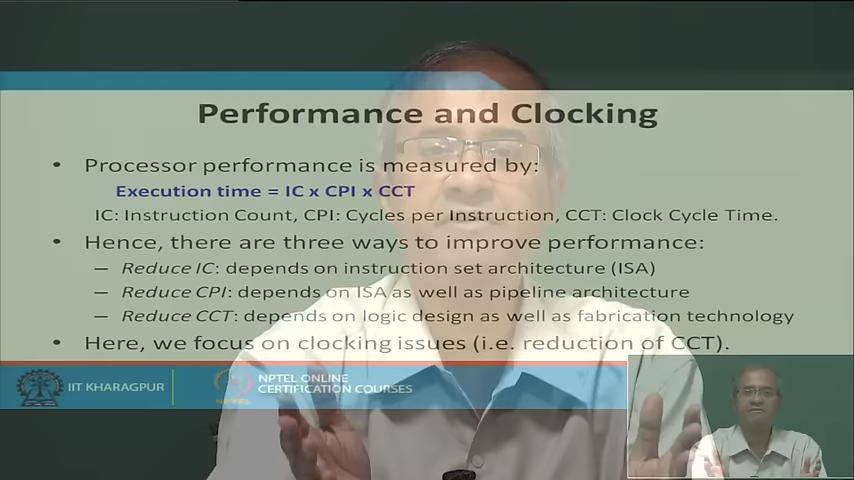 Performance and Clocking
• Processor performance is measured by:
Execution time = IC x CPI x CCT
IC: Instruction Count, CPI: Cycles per Instruction, CCT: Clock Cycle Time.
• Hence, there are three ways to improve performance:
– Reduce IC: depends on instruction set architecture (ISA)
– Reduce CPI: depends on ISA as well as pipeline architecture
– Reduce CCT: depends on logic design as well as fabrication technology
• Here, we focus on clocking issues (i.e. reduction of CCT).
IIT KHARAGPUR
NPTEL ONLINE
CERTIFICATION COURSES
NPTEL